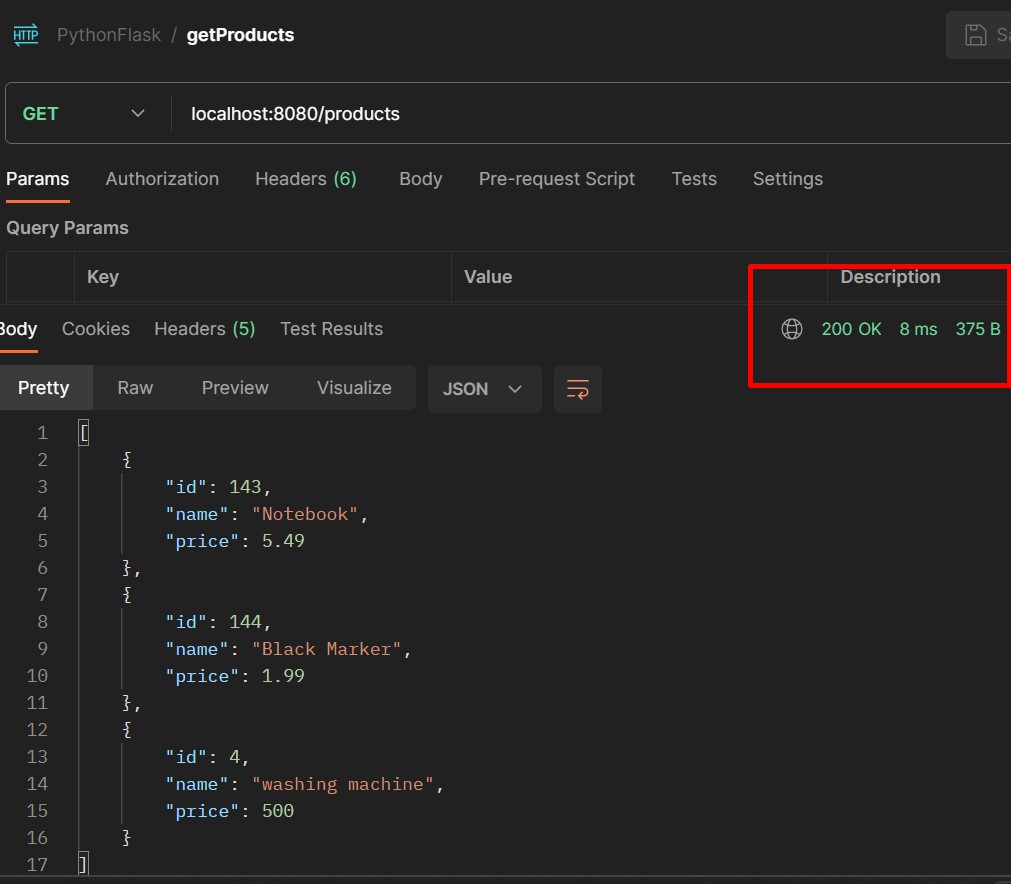 HTTP PythonFlask / getProducts
GET localhost:8080/products
Params Authorization Headers (6) Body Pre-request Script Tests Settings
Query Params
Key Value Description
Body Cookies Headers (5) Test Results 200 OK 8 ms 375 B
Pretty Raw Preview Visualize JSON
1 [
2 {
3 "id": 143,
4 "name": "Notebook",
5 "price": 5.49
6 },
7 {
8 "id": 144,
9 "name": "Black Marker",
10 "price": 1.99
11 },
12 {
13 "id": 4,
14 "name": "washing machine",
15 "price": 500
16 }
17 ]